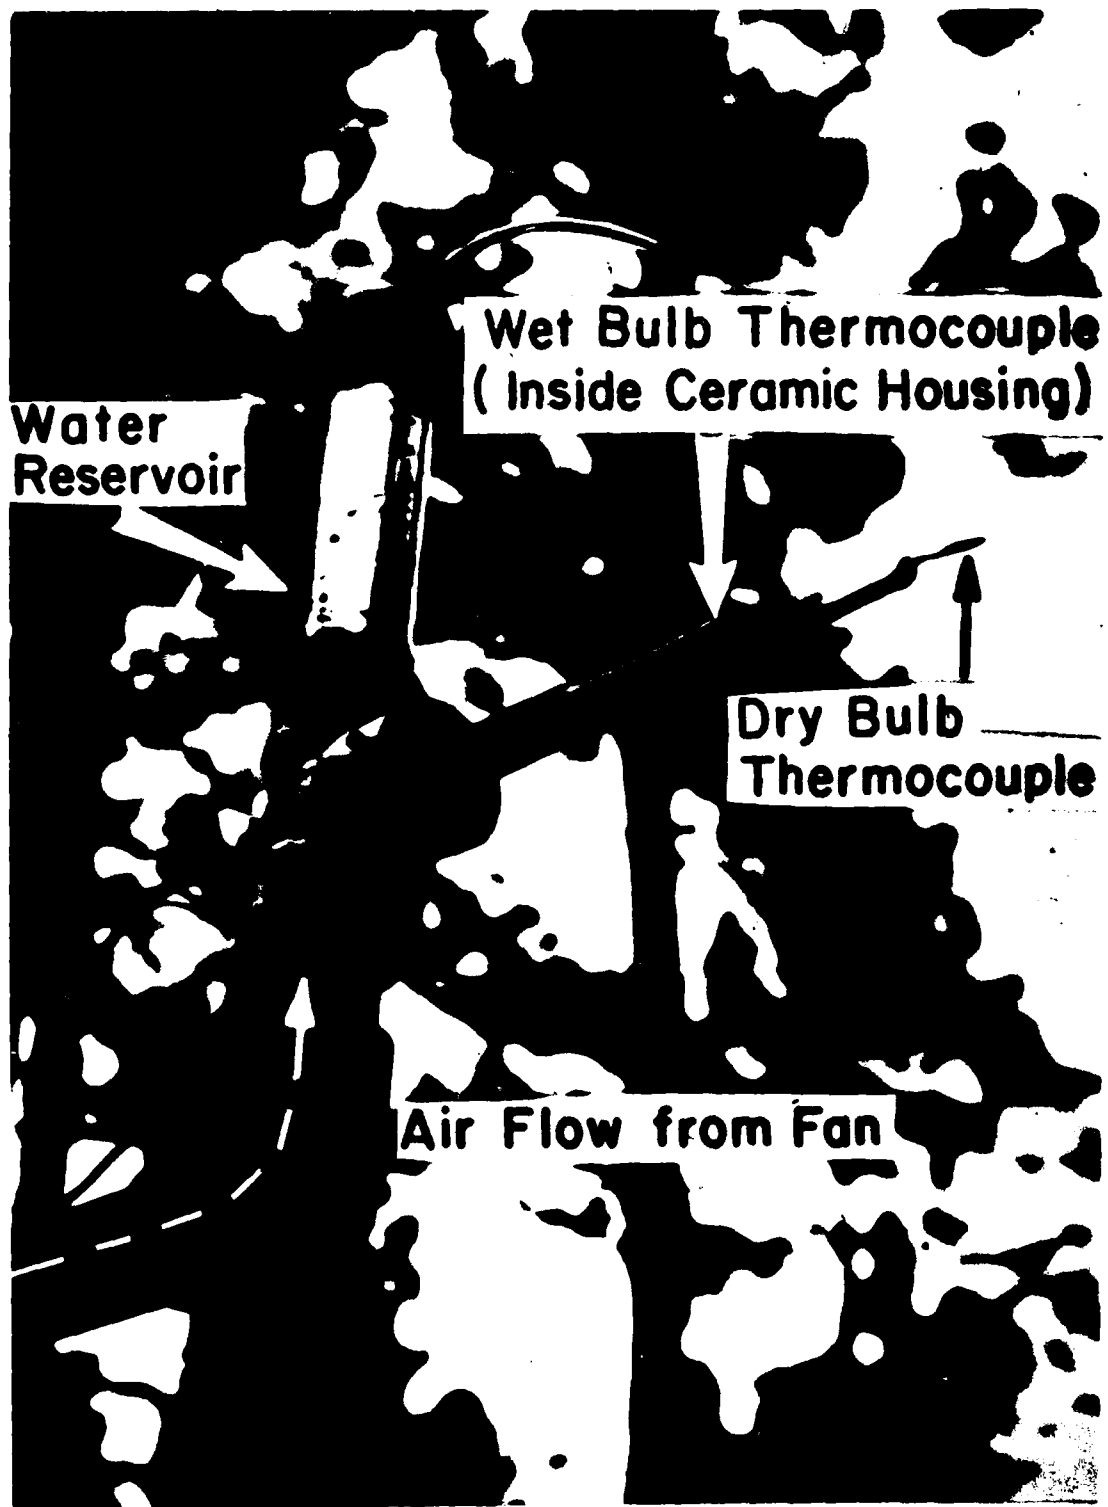 Wet Bulb Thermocouple
( Inside Ceramic Housing)
Water
Reservoir
Dry Bulb
Thermocouple
Air Flow from Fan